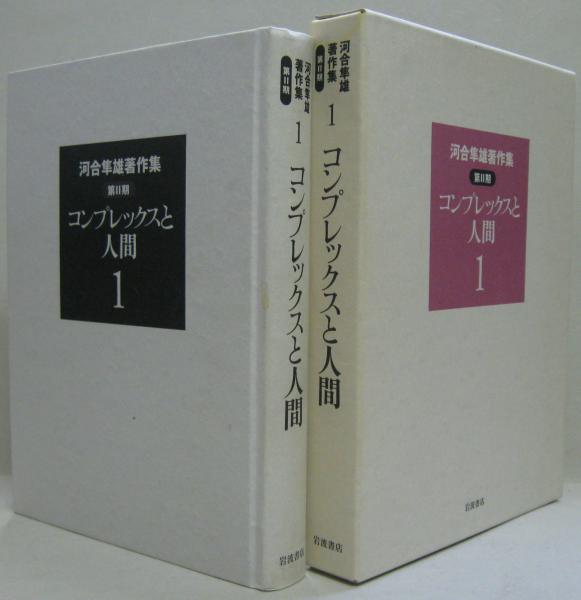 河合隼雄著作集
第II期
コンプレックスと
人間
1
河合隼雄
著作集
第II期
1
コンプレックスと人間
岩波書店
河合隼雄
著作集
第II期
1
コンプレックスと人間
岩波書店
河合隼雄著作集
第II期
コンプレックスと
人間
1
岩波書店